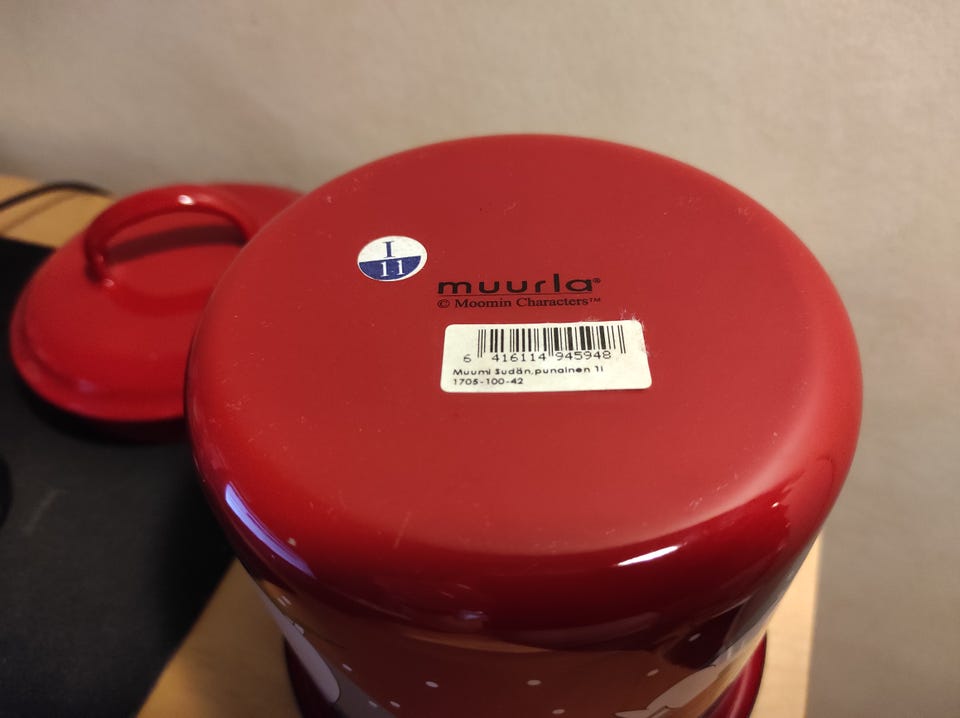 I
11
muurla®
© Moomin Characters™
6 416114 945948
Muumi Sudän,punainen 1l
1705-100-42